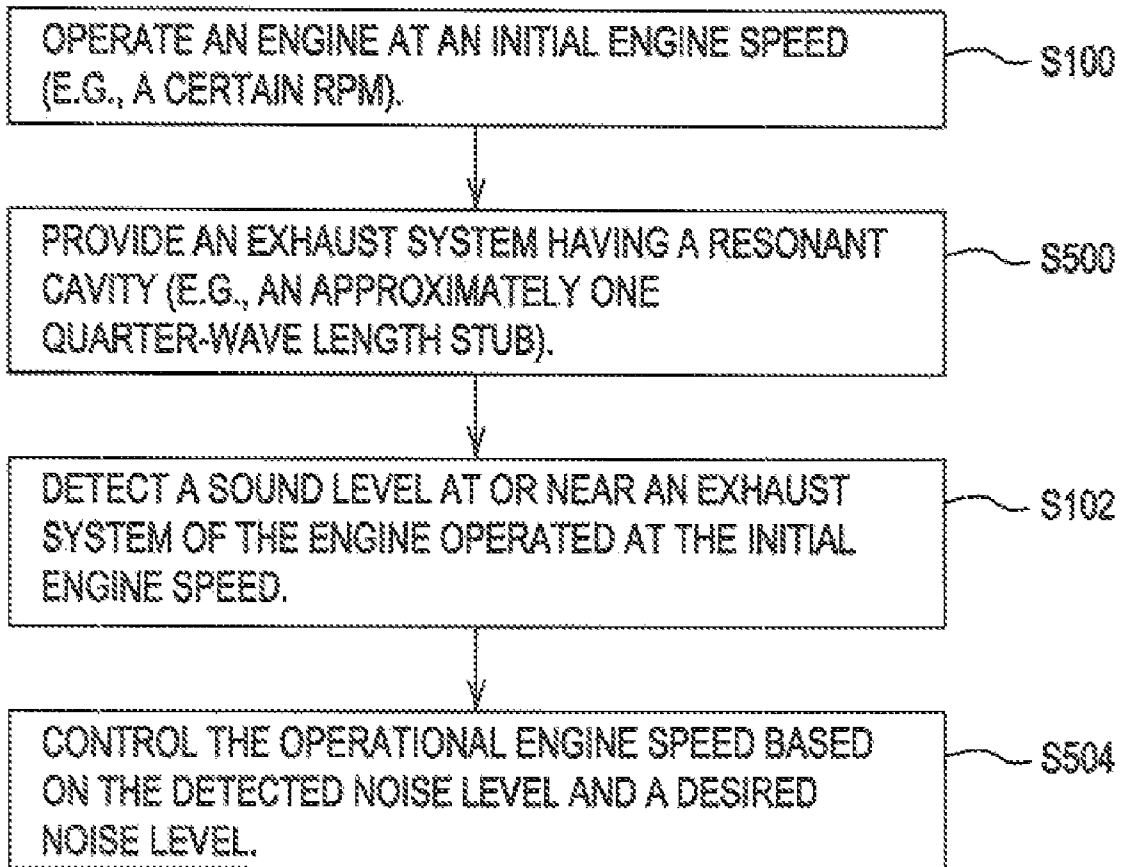 OPERATE AN ENGINE AT AN INITIAL ENGINE SPEED
(E.G., A CERTAIN RPM).
S100
PROVIDE AN EXHAUST SYSTEM HAVING A RESONANT
CAVITY (E.G., AN APPROXIMATELY ONE
QUARTER-WAVE LENGTH STUB).
S500
DETECT A SOUND LEVEL AT OR NEAR AN EXHAUST
SYSTEM OF THE ENGINE OPERATED AT THE INITIAL
ENGINE SPEED.
S102
CONTROL THE OPERATIONAL ENGINE SPEED BASED
ON THE DETECTED NOISE LEVEL AND A DESIRED
NOISE LEVEL.
S504